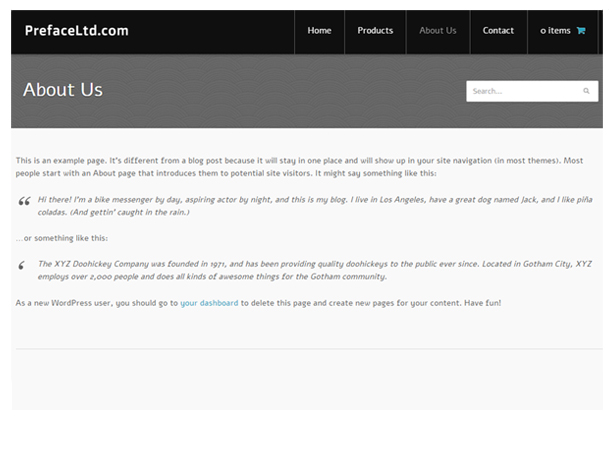 PrefaceLtd.com
Home
Products
About Us
Contact
0 items
About Us
Search...
This is an example page. It's different from a blog post because it will stay in one place and will show up in your site navigation (in most themes). Most
people start with an About page that introduces them to potential site visitors. It might say something like this:
“ Hi there! I'm a bike messenger by day, aspiring actor by night, and this is my blog. I live in Los Angeles, have a great dog named Jack, and I like piña
coladas. (And gettin' caught in the rain.)
...or something like this:
‘ The XYZ Doohickey Company was founded in 1971, and has been providing quality doohickeys to the public ever since. Located in Gotham City, XYZ
employs over 2,000 people and does all kinds of awesome things for the Gotham community.
As a new WordPress user, you should go to your dashboard to delete this page and create new pages for your content. Have fun!